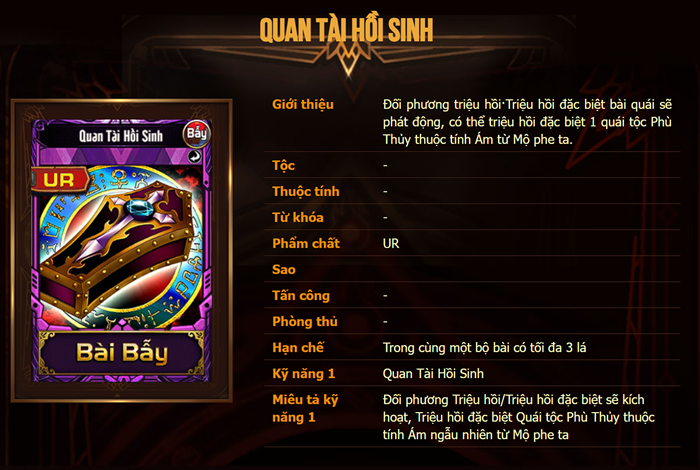 QUAN TÀI HỒI SINH
Quan Tài Hồi Sinh
Bẫy
UR
Bài Bẫy
Giới thiệu
Đối phương triệu hồi·Triệu hồi đặc biệt bài quái sẽ
phát động, có thể triệu hồi đặc biệt 1 quái tộc Phù
Thủy thuộc tính Ám từ Mộ phe ta.
Tộc -
Thuộc tính -
Từ khóa -
Phẩm chất UR
Sao
Tấn công -
Phòng thủ -
Hạn chế Trong cùng một bộ bài có tối đa 3 lá
Kỹ năng 1 Quan Tài Hồi Sinh
Miêu tả kỹ
năng 1
Đối phương Triệu hồi/Triệu hồi đặc biệt sẽ kích
hoạt, Triệu hồi đặc biệt Quái tộc Phù Thủy thuộc
tính Ám ngẫu nhiên từ Mộ phe ta